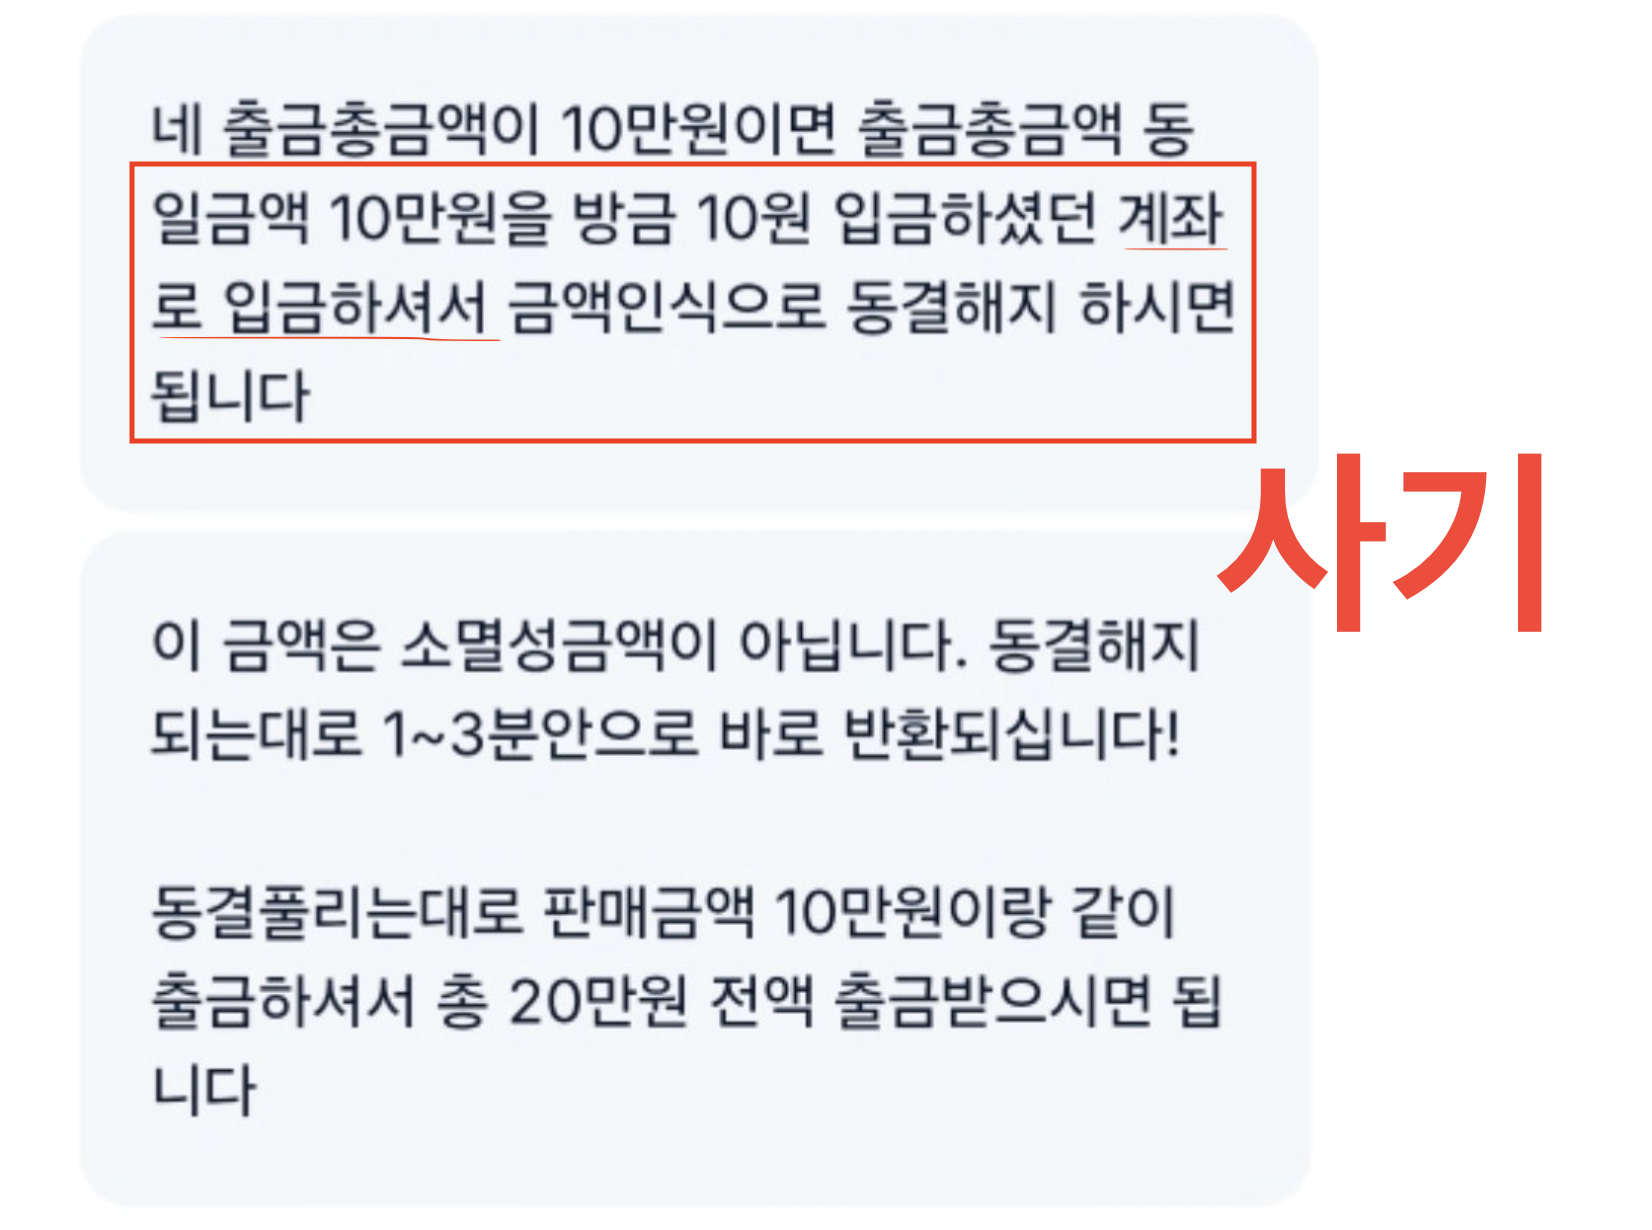 네 출금총금액이 10만원이면 출금총금액 동
일금액 10만원을 방금 10원 입금하셨던 계좌
로 입금하셔서 금액인식으로 동결해지 하시면
됩니다
사기
이 금액은 소멸성금액이 아닙니다. 동결해지
되는대로 1~3분안으로 바로 반환되십니다!
동결풀리는대로 판매금액 10만원이랑 같이
출금하셔서 총 20만원 전액 출금받으시면 됩
니다